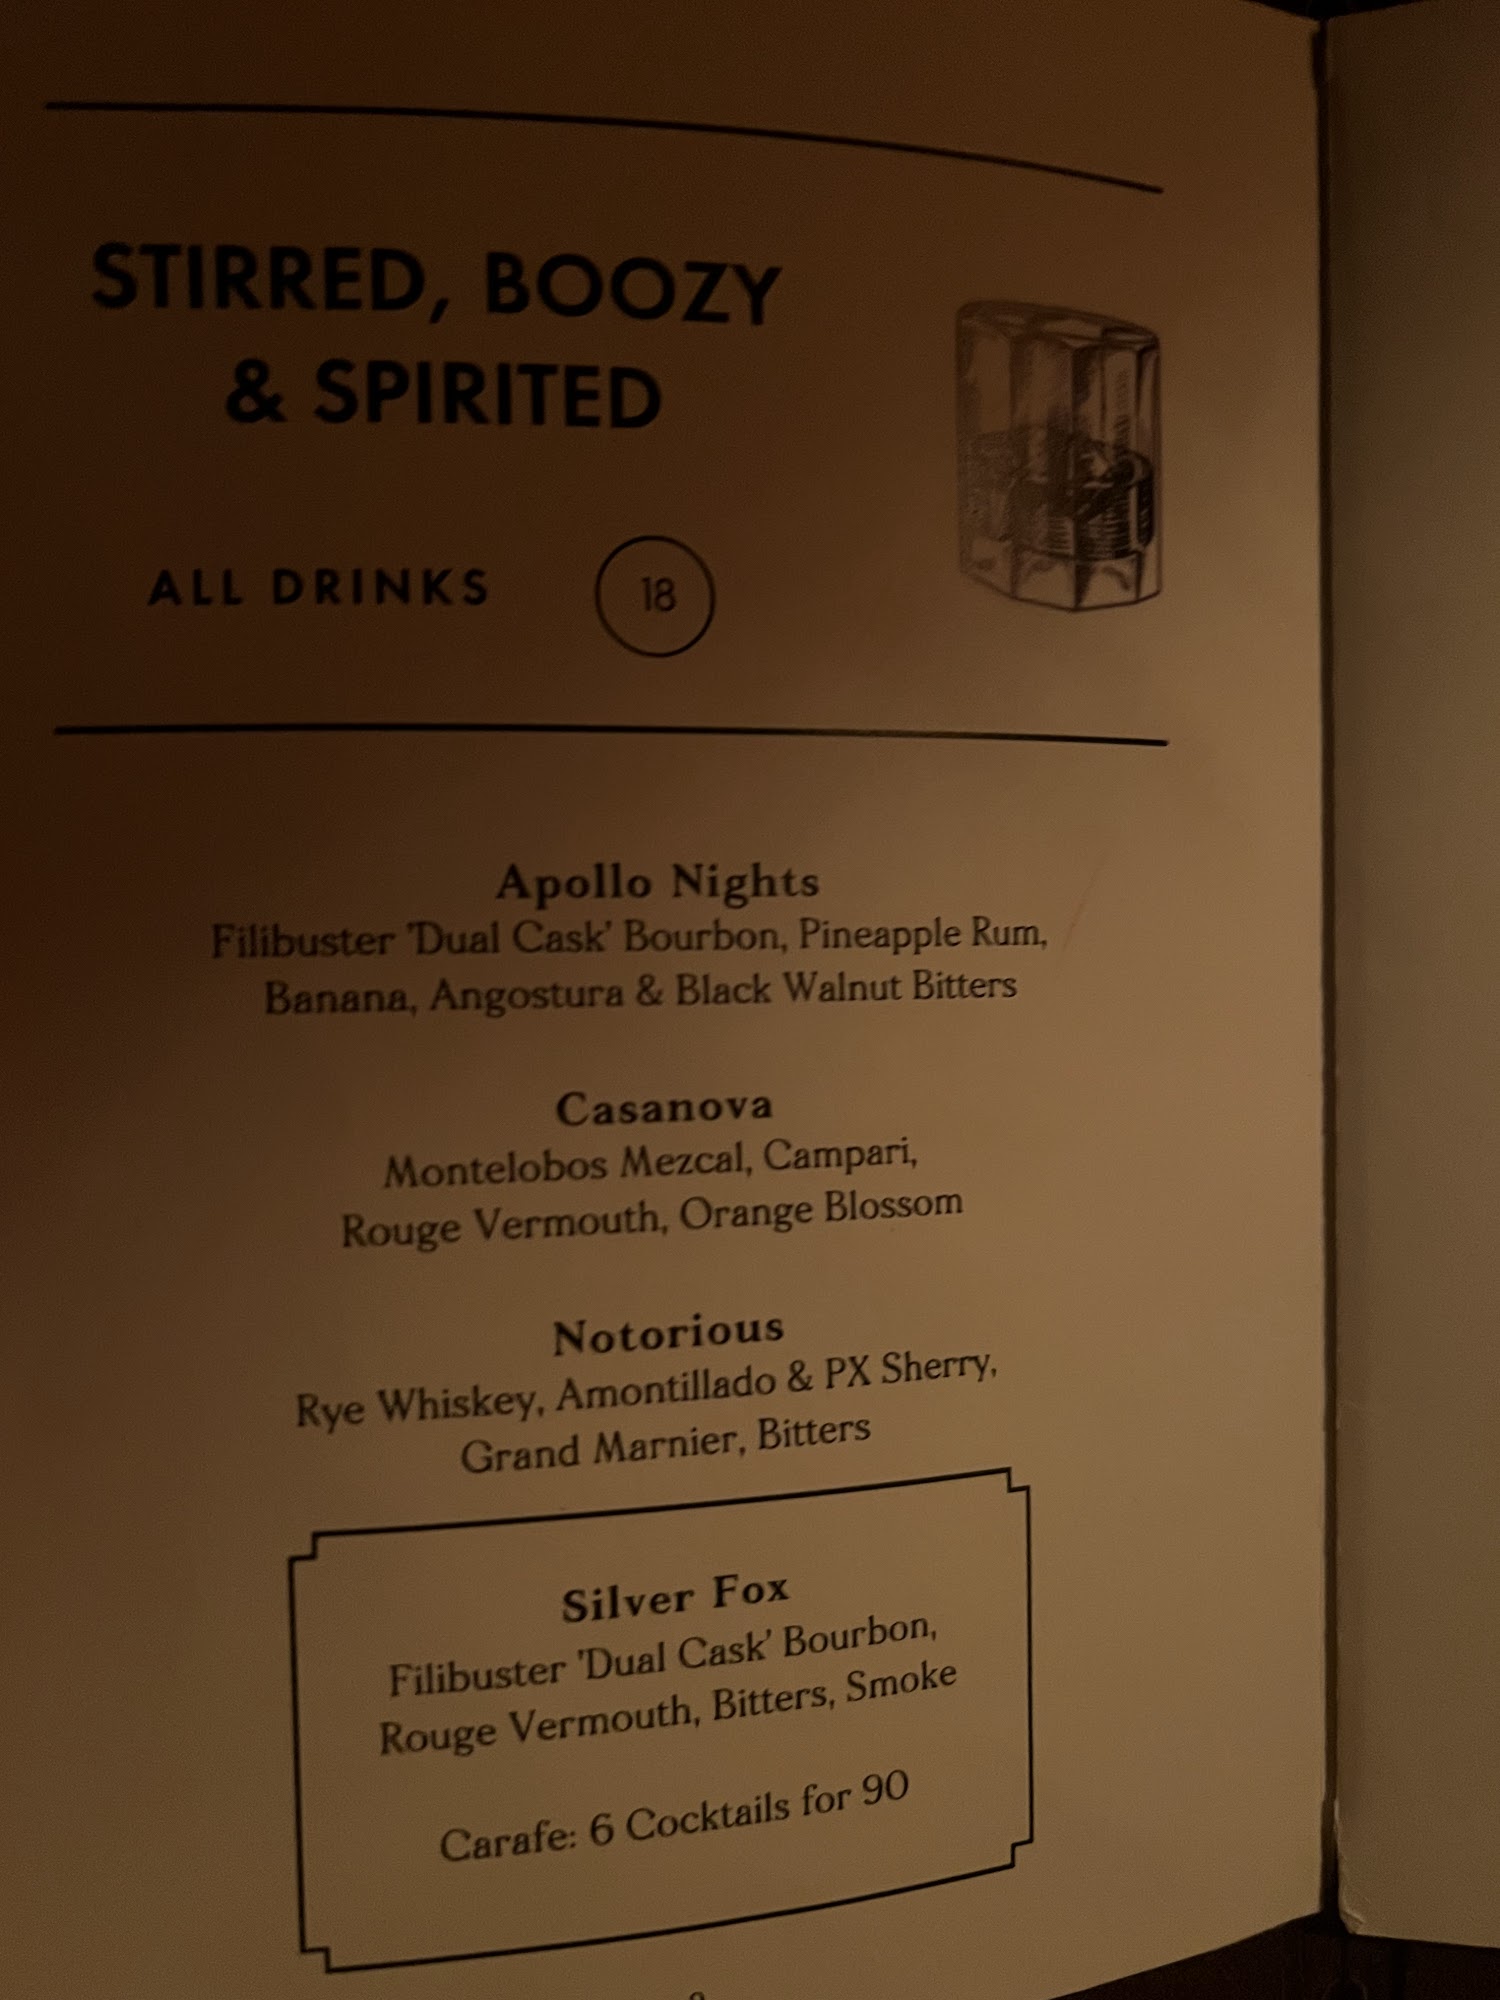 STIRRED, BOOZY
& SPIRITED
ALL DRINKS 18
Apollo Nights
Filibuster 'Dual Cask' Bourbon, Pineapple Rum,
Banana, Angostura & Black Walnut Bitters
Casanova
Montelobos Mezcal, Campari,
Rouge Vermouth, Orange Blossom
Notorious
Rye Whiskey, Amontillado & PX Sherry,
Grand Marnier, Bitters
Silver Fox
Filibuster 'Dual Cask' Bourbon,
Rouge Vermouth, Bitters, Smoke
Carafe: 6 Cocktails for 90